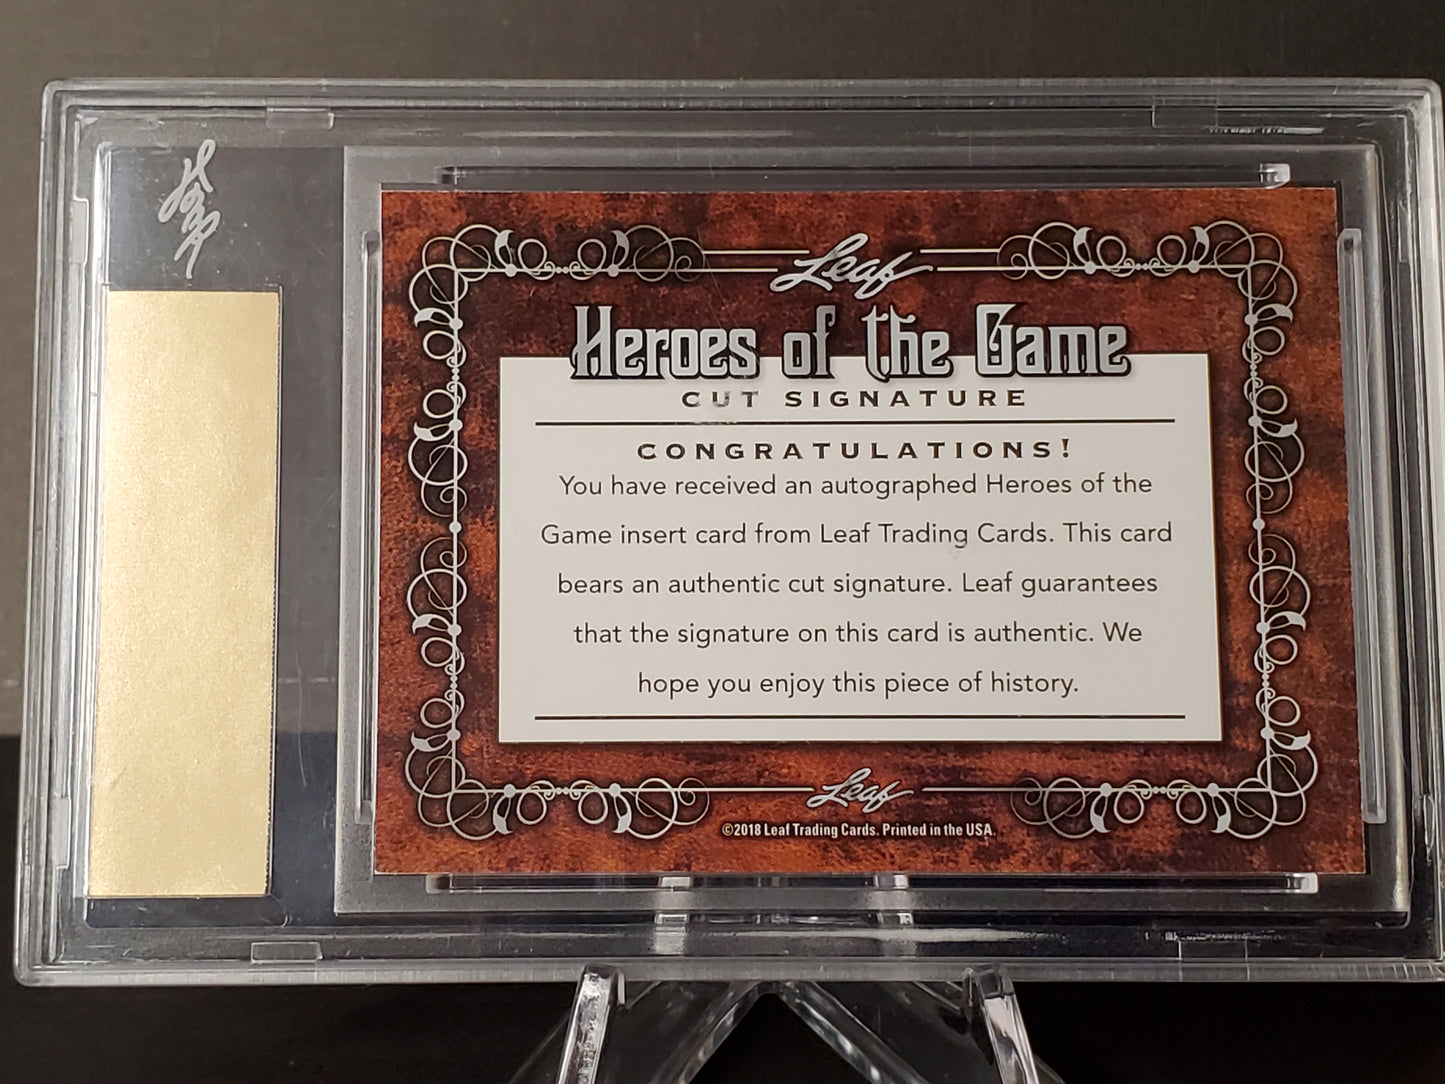 Leaf
Heroes of the Game
CUT SIGNATURE
CONGRATULATIONS!
You have received an autographed Heroes of the
Game insert card from Leaf Trading Cards. This card
bears an authentic cut signature. Leaf guarantees
that the signature on this card is authentic. We
hope you enjoy this piece of history.
Leaf
©2018 Leaf Trading Cards. Printed in the USA.